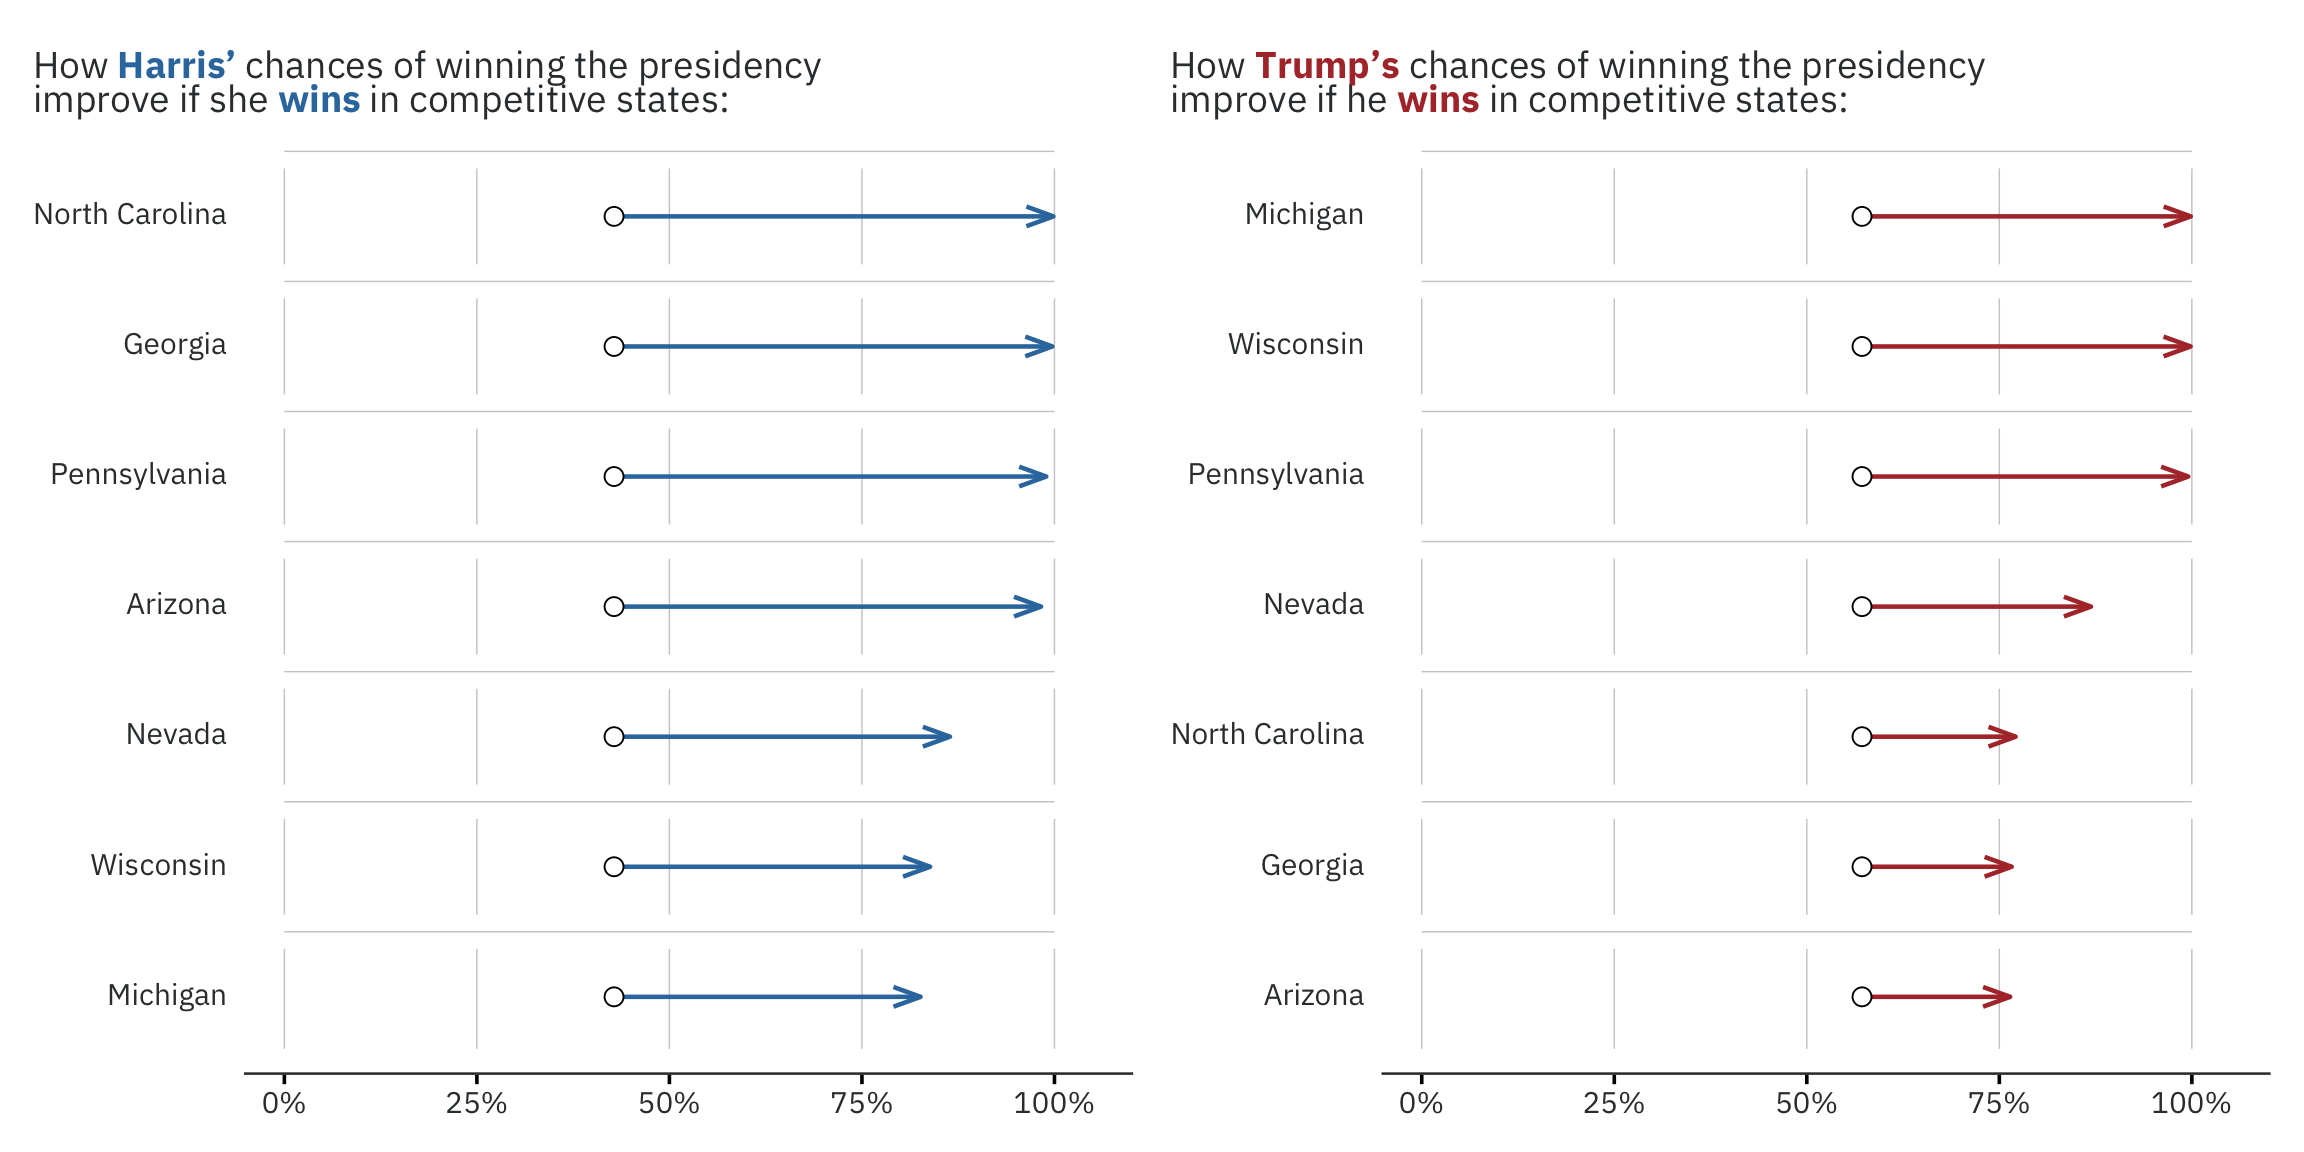 How Harris’ chances of winning the presidency
improve if she wins in competitive states:
North Carolina
Georgia
Pennsylvania
Arizona
Nevada
Wisconsin
Michigan
0% 25% 50% 75% 100%
How Trump’s chances of winning the presidency
improve if he wins in competitive states:
Michigan
Wisconsin
Pennsylvania
Nevada
North Carolina
Georgia
Arizona
0% 25% 50% 75% 100%